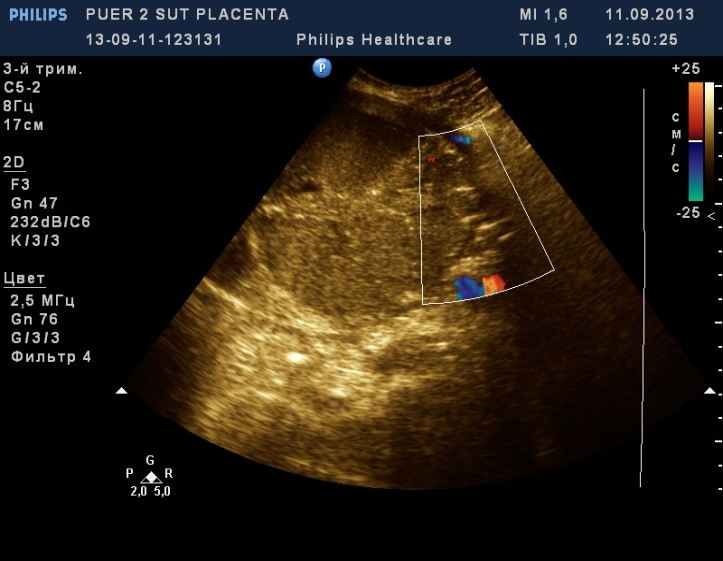 PHILIPS PUER 2 SUT PLACENTA MI 1,6 11.09.2013
13-09-11-123131 Philips Healthcare TIB 1,0 12:50:25
3-й трим.
C5-2
8Гц
17см
P
+25
см/с
-25
2D
F3
Gn 47
232dB/C6
K/3/3
Цвет
2,5 МГц
Gn 76
G/3/3
Фильтр 4
G
P R
2,0 5,0